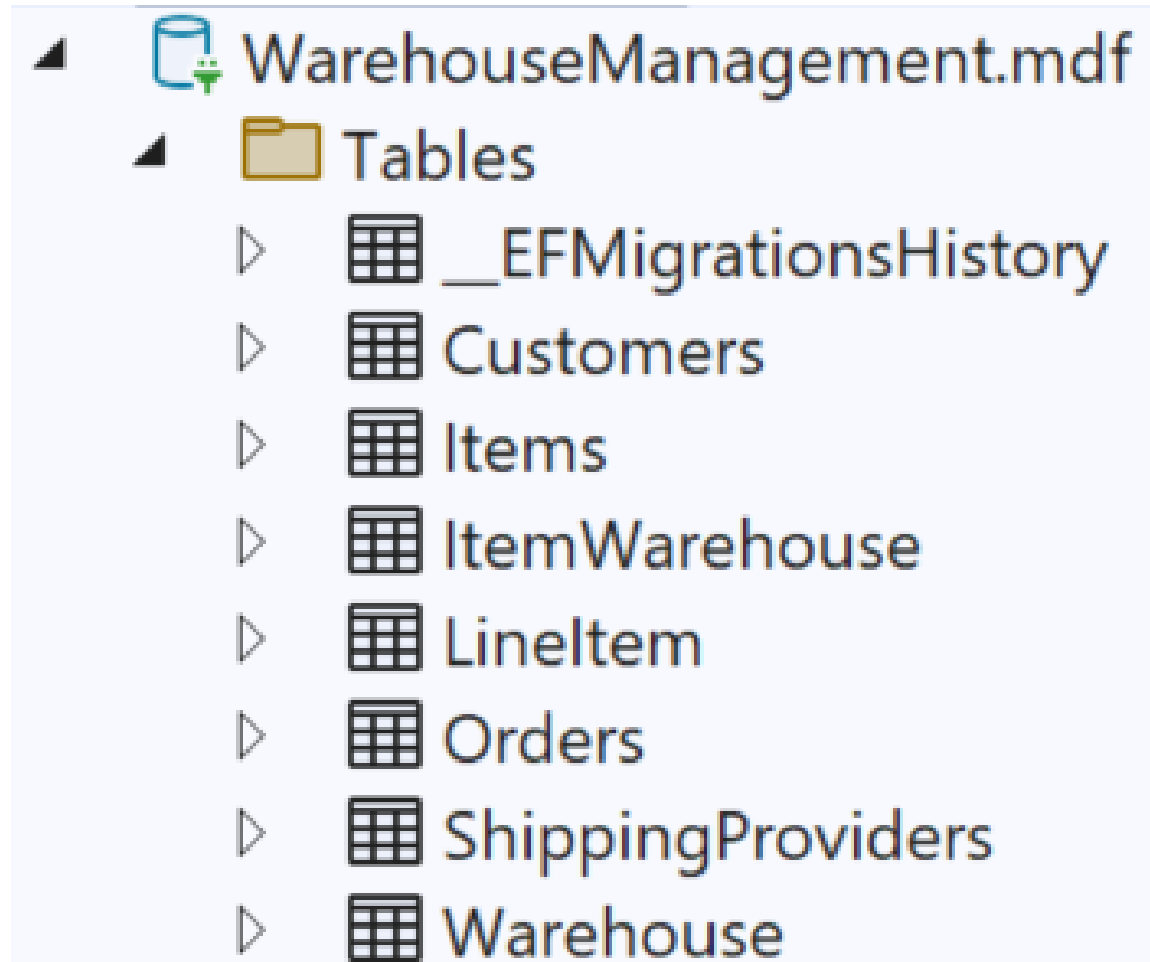 WarehouseManagement.mdf
Tables
__EFMigrationsHistory
Customers
Items
ItemWarehouse
LineItem
Orders
ShippingProviders
Warehouse